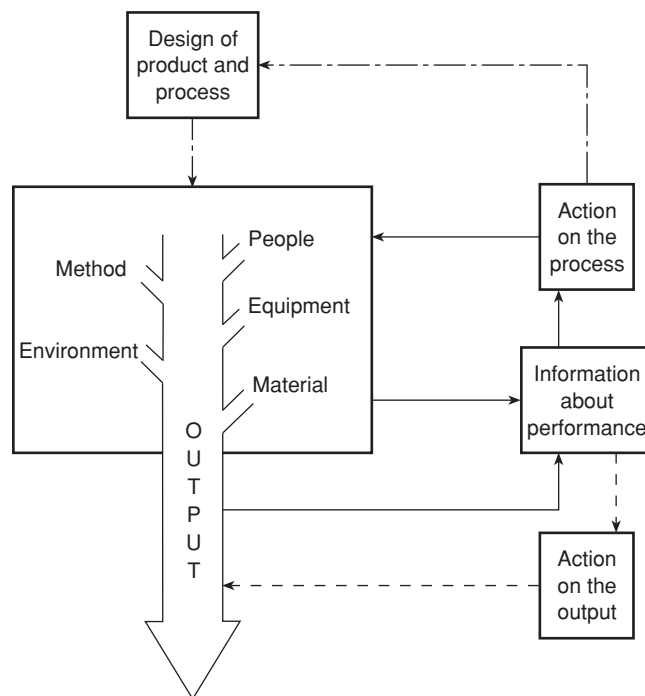 Design of
product and
process
Action
on the
process
People
Method
Equipment
Environment
Material
Information
about
performance
O
U
T
P
U
T
Action
on the
output